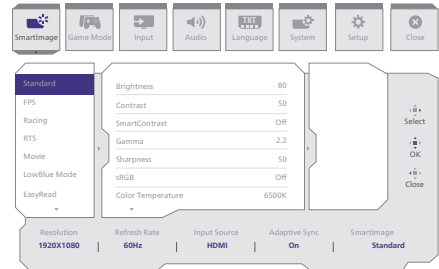 TXT
SmartImage Game Mode Input Audio Language System Setup Close
Standard
FPS
Racing
RTS
Movie
LowBlue Mode
EasyRead
Brightness 80
Contrast 50
SmartContrast Off
Gamma 2.2
Sharpness 50
sRGB Off
Color Temperature 6500K
Select
OK
Close
Resolution Refresh Rate Input Source Adaptive Sync SmartImage
1920X1080 | 60Hz | HDMI | On | Standard